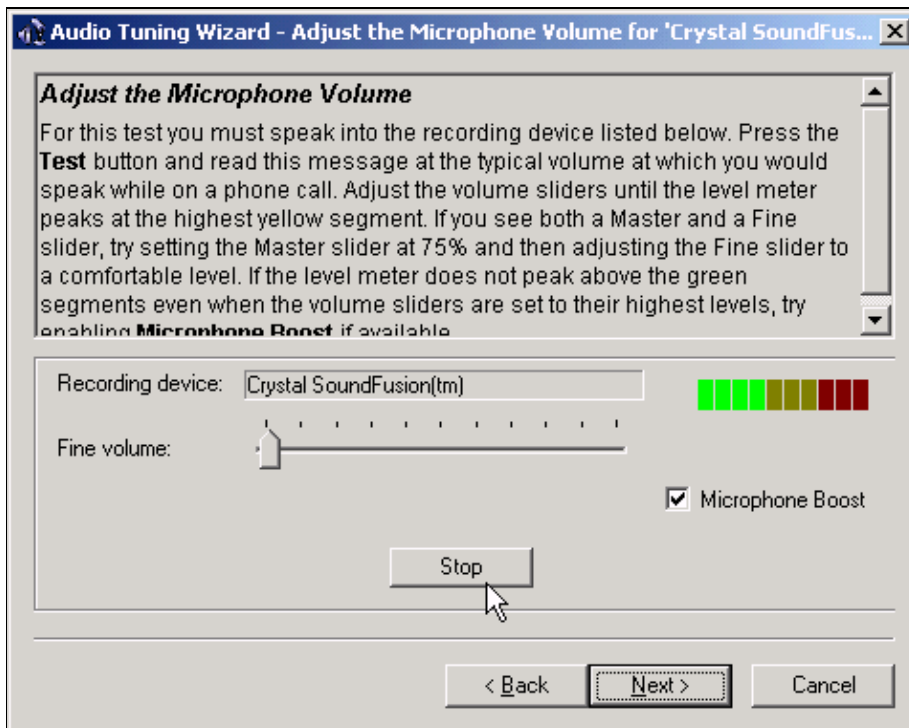 Audio Tuning Wizard - Adjust the Microphone Volume for 'Crystal SoundFus...
Adjust the Microphone Volume
For this test you must speak into the recording device listed below. Press the
Test button and read this message at the typical volume at which you would
speak while on a phone call. Adjust the volume sliders until the level meter
peaks at the highest yellow segment. If you see both a Master and a Fine
slider, try setting the Master slider at 75% and then adjusting the Fine slider to
a comfortable level. If the level meter does not peak above the green
segments even when the volume sliders are set to their highest levels, try
enabling Microphone Boost if available.
Recording device: Crystal SoundFusion(tm)
Fine volume:
Microphone Boost
Stop
< Back Next > Cancel